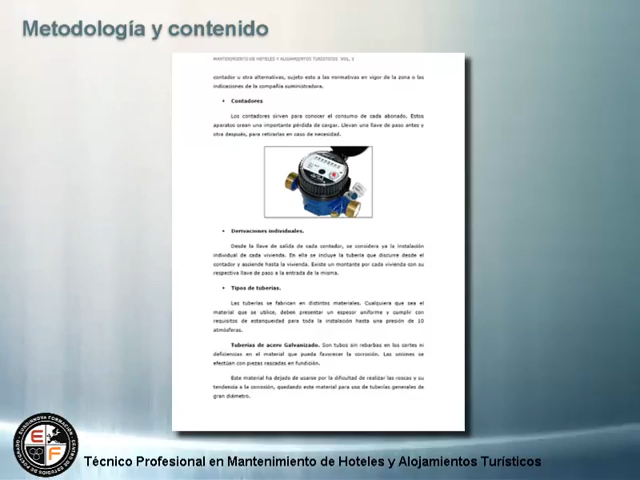 Metodología y contenido
MANTENIMIENTO DE HOTELES Y ALOJAMIENTOS TURÍSTICOS VOL. 1
contador u otra alternativas, sujeto esto a las normativas en vigor de la zona o las
indicaciones de la compañía suministradora.
• Contadores
Los contadores sirven para conocer el consumo de cada abonado. Estos
aparatos crean una importante pérdida de cargar. Llevan una llave de paso antes y
otra después, para retirarlas en caso de necesidad.
• Derivaciones individuales.
Desde la llave de salida de cada contador, se considera ya la instalación
individual de cada vivienda. En ella se incluye la tubería que discurre desde el
contador y asciende hasta la vivienda. Existe un montante por cada vivienda con su
respectiva llave de paso a la entrada de la misma.
• Tipos de tuberías.
Las tuberías se fabrican en distintos materiales. Cualquiera que sea el
material que se utilice, deben presentar un espesor uniforme y cumplir con
requisitos de estanqueidad para toda la instalación hasta una presión de 10
atmósferas.
Tuberías de acero Galvanizado. Son tubos sin rebarbas en los cortes ni
deficiencias en el material que pueda favorecer la corrosión. Las uniones se
efectúan con piezas roscadas en fundición.
Este material ha dejado de usarse por la dificultad de realizar las roscas y su
tendencia a la corrosión, quedando este material para uso de tuberías generales de
gran diámetro.
EUROINNOVA FORMACIÓN
CENTRO DE ESTUDIOS DE POSTGRADO
E F
Técnico Profesional en Mantenimiento de Hoteles y Alojamientos Turísticos